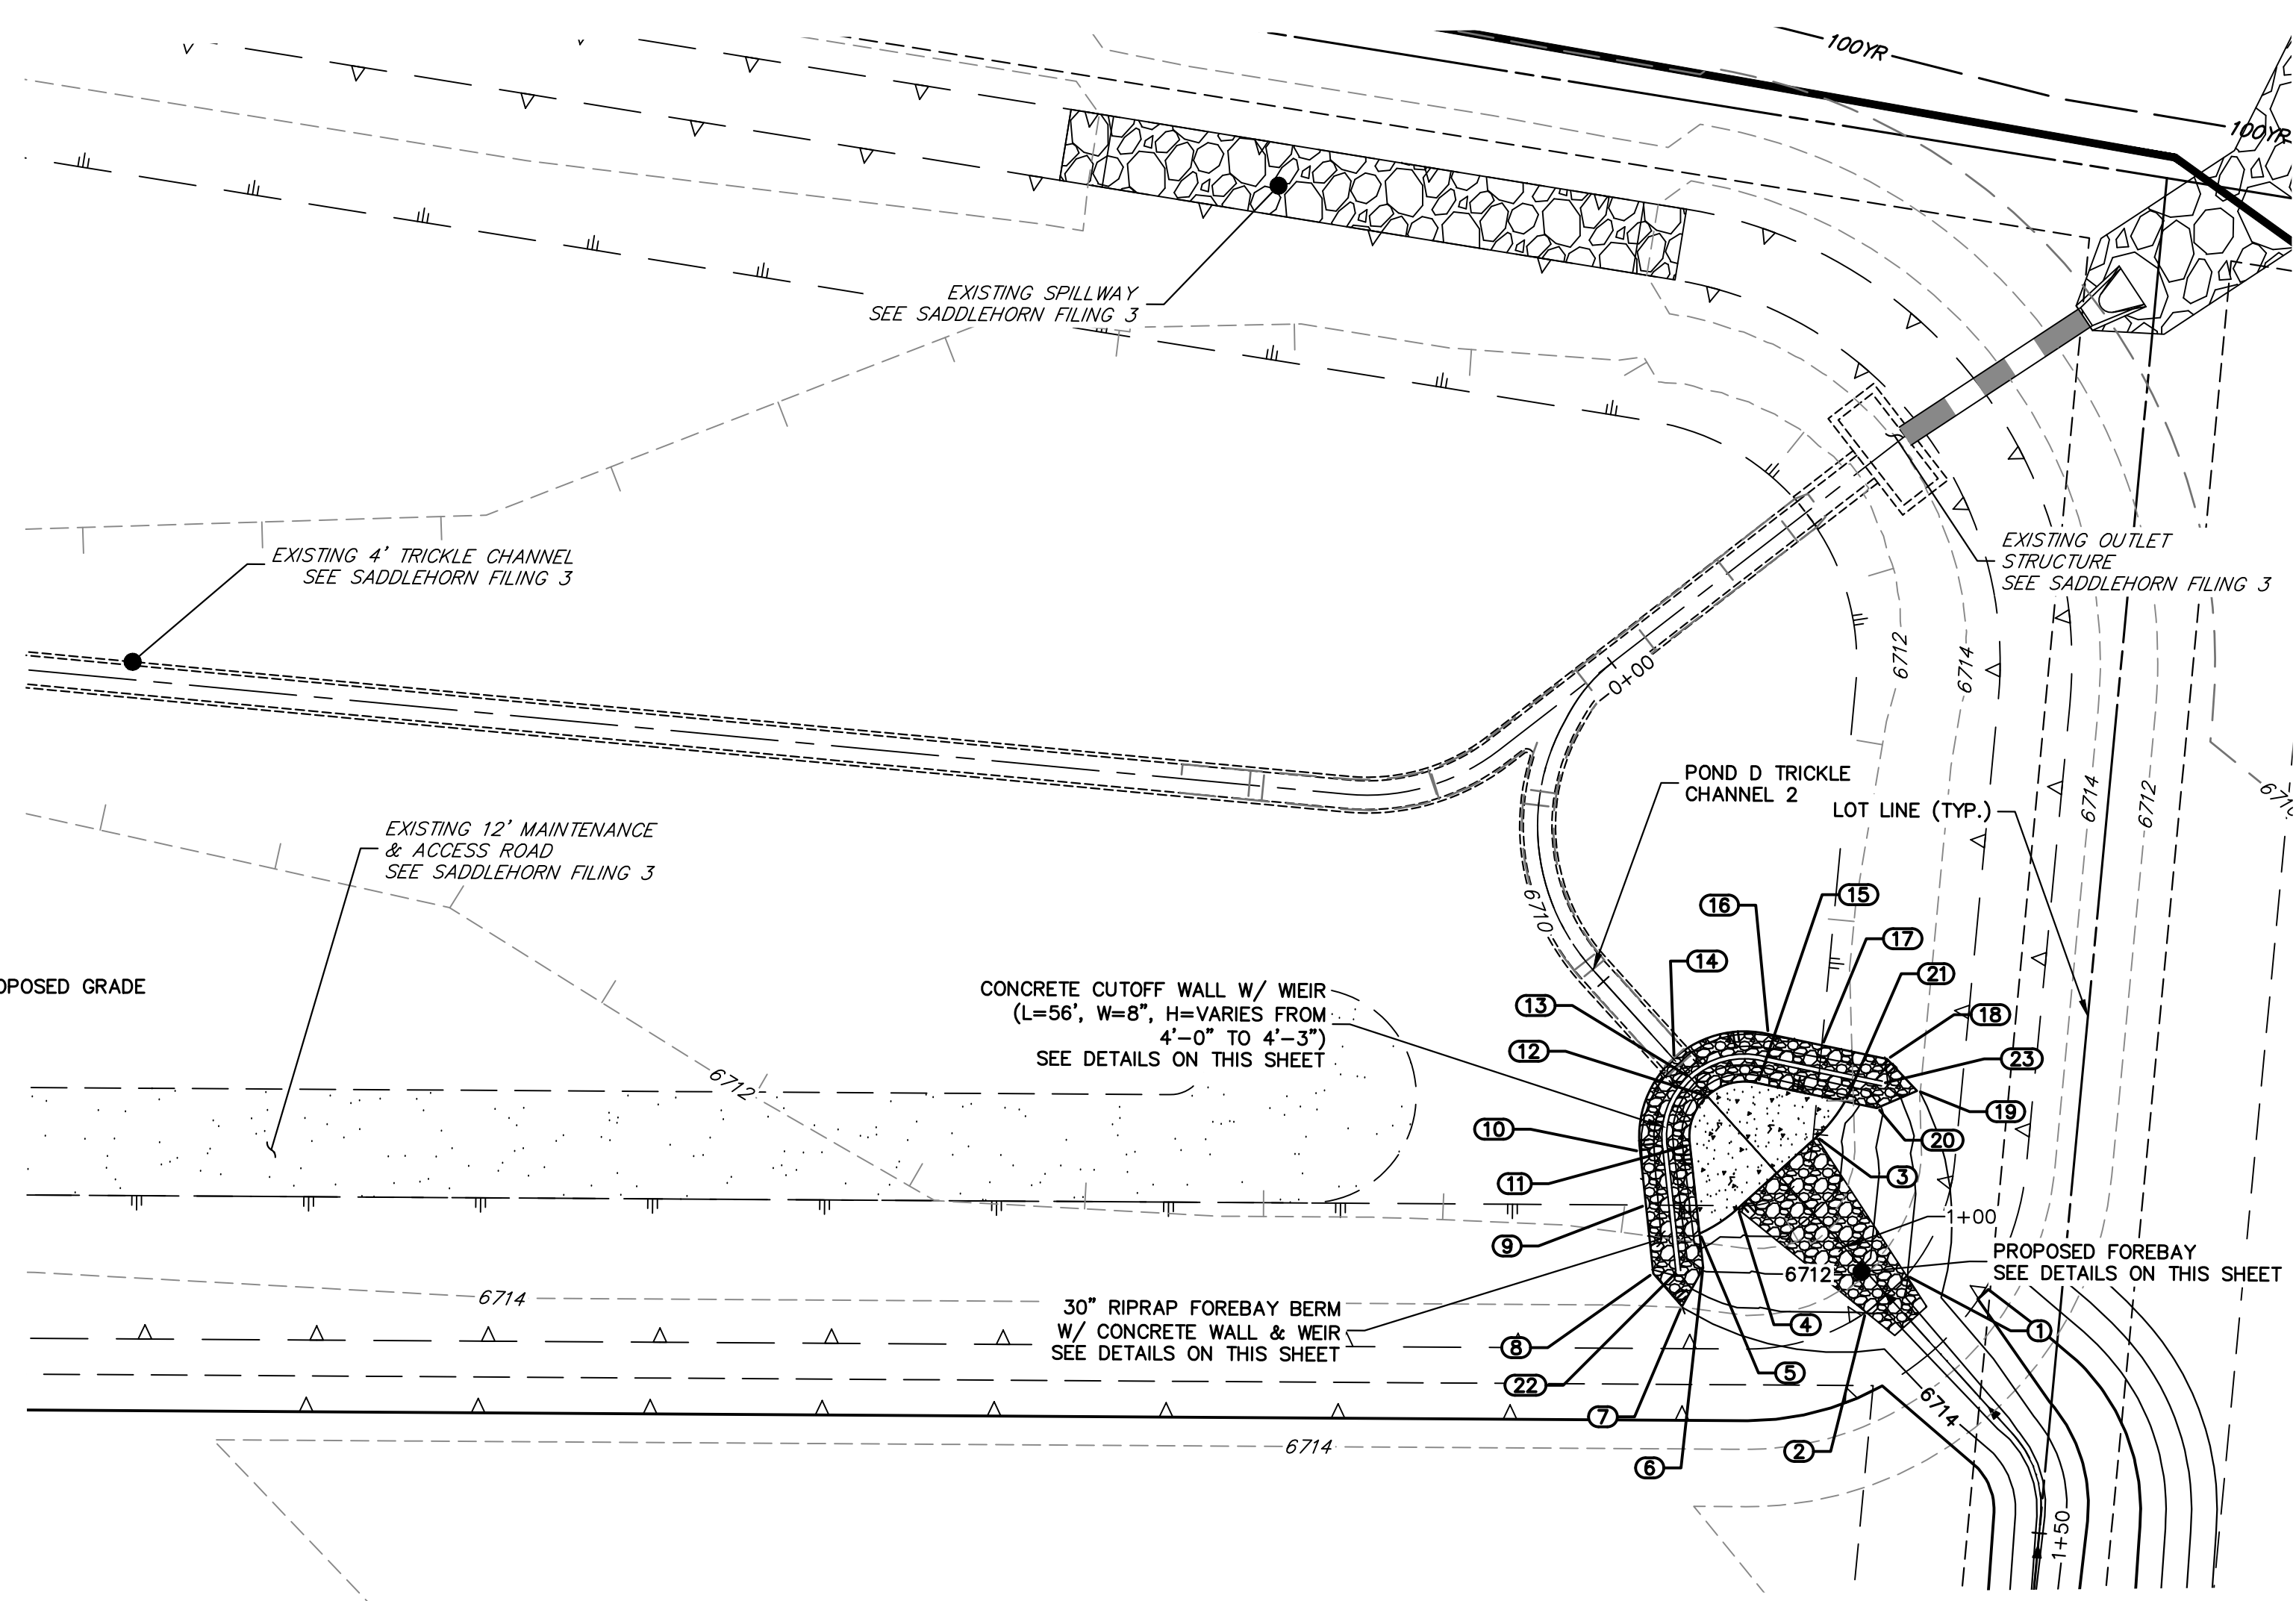 100YR
100YR
EXISTING SPILLWAY
SEE SADDLEHORN FILING 3
EXISTING 4' TRICKLE CHANNEL
SEE SADDLEHORN FILING 3
EXISTING OUTLET
STRUCTURE
SEE SADDLEHORN FILING 3
0+00
6712
6714
POND D TRICKLE
CHANNEL 2
LOT LINE (TYP.)
6714
6712
EXISTING 12' MAINTENANCE
& ACCESS ROAD
SEE SADDLEHORN FILING 3
6710
16
15
17
14
21
OPOSED GRADE
CONCRETE CUTOFF WALL W/ WIEIR
(L=56', W=8", H=VARIES FROM
4'-0" TO 4'-3")
SEE DETAILS ON THIS SHEET
13
18
12
23
6712
10
19
20
11
3
9
1+00
PROPOSED FOREBAY
SEE DETAILS ON THIS SHEET
6712
6714
30" RIPRAP FOREBAY BERM
W/ CONCRETE WALL & WEIR
SEE DETAILS ON THIS SHEET
4
1
8
5
22
7
6714
6714
2
6
1+50